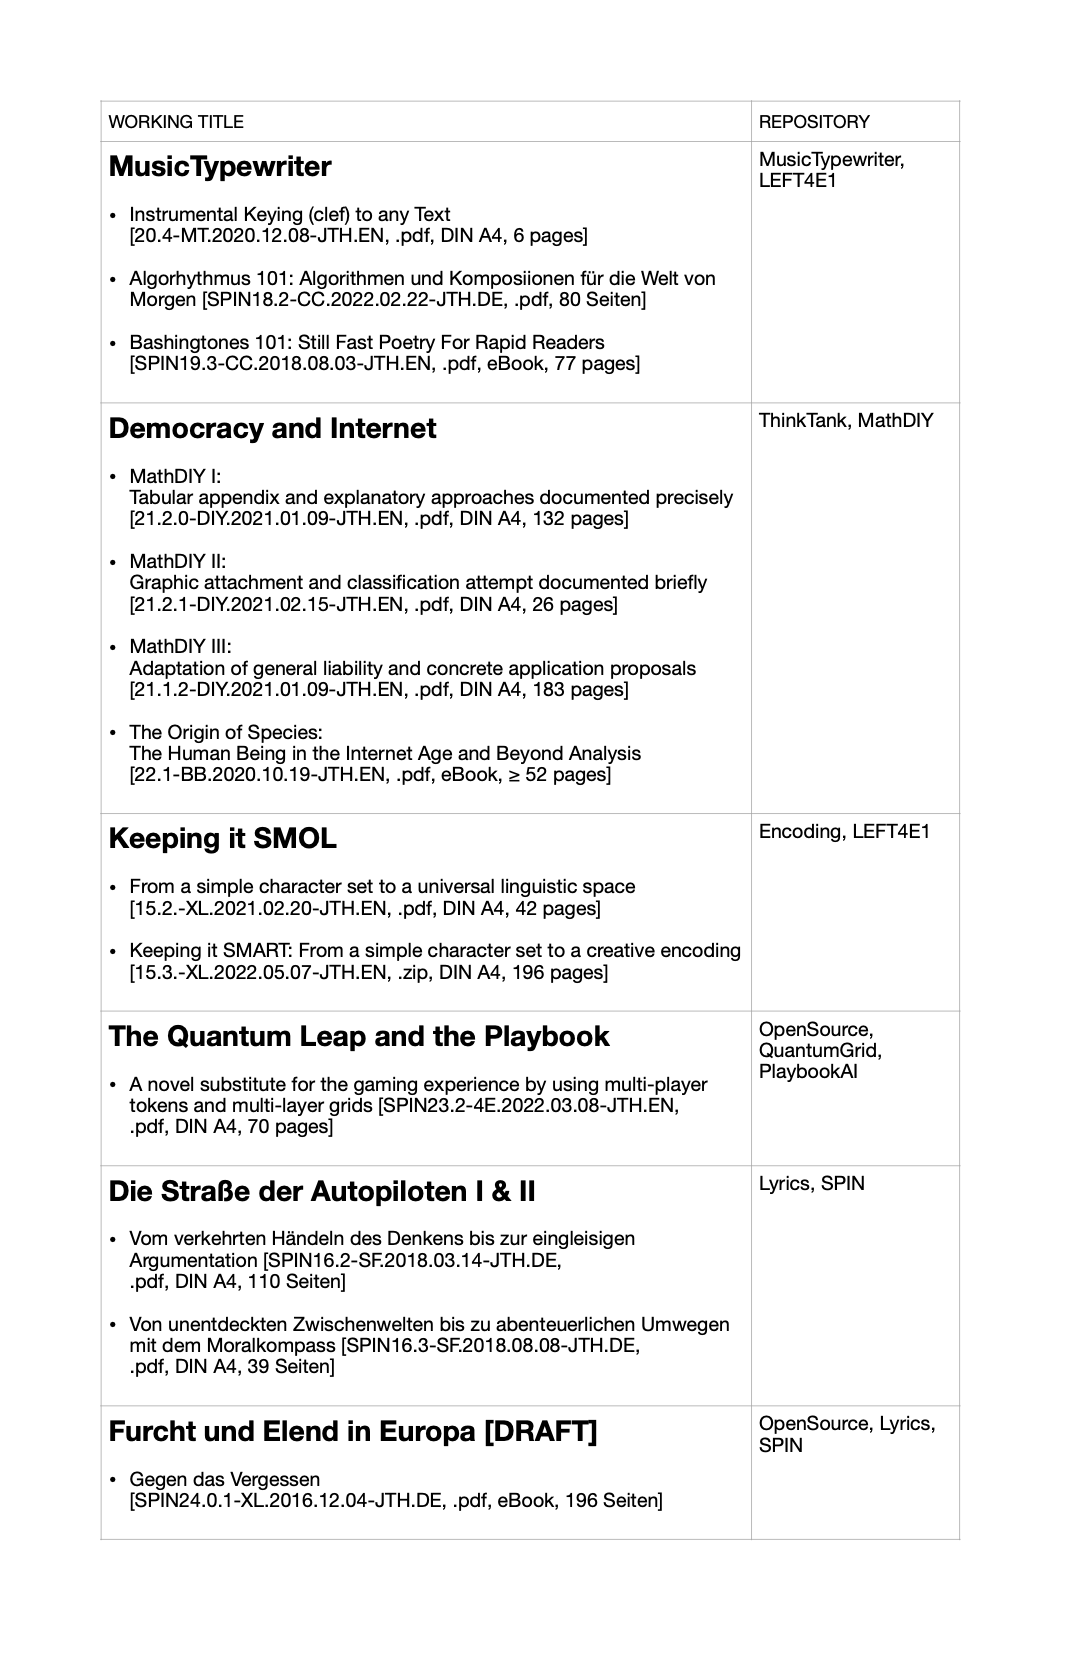 WORKING TITLE
REPOSITORY
MusicTypewriter
• Instrumental Keying (clef) to any Text
[20.4-MT.2020.12.08-JTH.EN, .pdf, DIN A4, 6 pages]
• Algorhythmus 101: Algorithmen und Komposiionen für die Welt von
Morgen [SPIN18.2-CC.2022.02.22-JTH.DE, .pdf, 80 Seiten]
• Bashingtones 101: Still Fast Poetry For Rapid Readers
[SPIN19.3-CC.2018.08.03-JTH.EN, .pdf, eBook, 77 pages]
MusicTypewriter,
LEFT4E1
Democracy and Internet
• MathDIY I:
Tabular appendix and explanatory approaches documented precisely
[21.2.0-DIY.2021.01.09-JTH.EN, .pdf, DIN A4, 132 pages]
• MathDIY II:
Graphic attachment and classification attempt documented briefly
[21.2.1-DIY.2021.02.15-JTH.EN, .pdf, DIN A4, 26 pages]
• MathDIY III:
Adaptation of general liability and concrete application proposals
[21.1.2-DIY.2021.01.09-JTH.EN, .pdf, DIN A4, 183 pages]
• The Origin of Species:
The Human Being in the Internet Age and Beyond Analysis
[22.1-BB.2020.10.19-JTH.EN, .pdf, eBook, ≥ 52 pages]
ThinkTank, MathDIY
Keeping it SMOL
• From a simple character set to a universal linguistic space
[15.2.-XL.2021.02.20-JTH.EN, .pdf, DIN A4, 42 pages]
• Keeping it SMART: From a simple character set to a creative encoding
[15.3.-XL.2022.05.07-JTH.EN, .zip, DIN A4, 196 pages]
Encoding, LEFT4E1
The Quantum Leap and the Playbook
• A novel substitute for the gaming experience by using multi-player
tokens and multi-layer grids [SPIN23.2-4E.2022.03.08-JTH.EN,
.pdf, DIN A4, 70 pages]
OpenSource,
QuantumGrid,
PlaybookAI
Die Straße der Autopiloten I & II
• Vom verkehrten Händeln des Denkens bis zur eingleisigen
Argumentation [SPIN16.2-SF.2018.03.14-JTH.DE,
.pdf, DIN A4, 110 Seiten]
• Von unentdeckten Zwischenwelten bis zu abenteuerlichen Umwegen
mit dem Moralkompass [SPIN16.3-SF.2018.08.08-JTH.DE,
.pdf, DIN A4, 39 Seiten]
Lyrics, SPIN
Furcht und Elend in Europa [DRAFT]
• Gegen das Vergessen
[SPIN24.0.1-XL.2016.12.04-JTH.DE, .pdf, eBook, 196 Seiten]
OpenSource, Lyrics,
SPIN